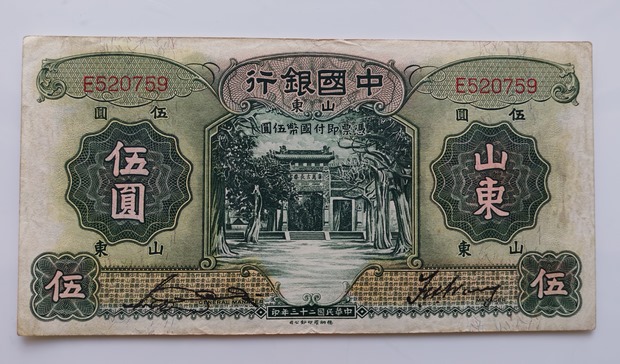 E520759
E520759
中國銀行
山東
伍圓
伍圓
憑票即付國幣伍圓
山東
伍圓
山東
山東
伍
伍
中華民國二十三年印